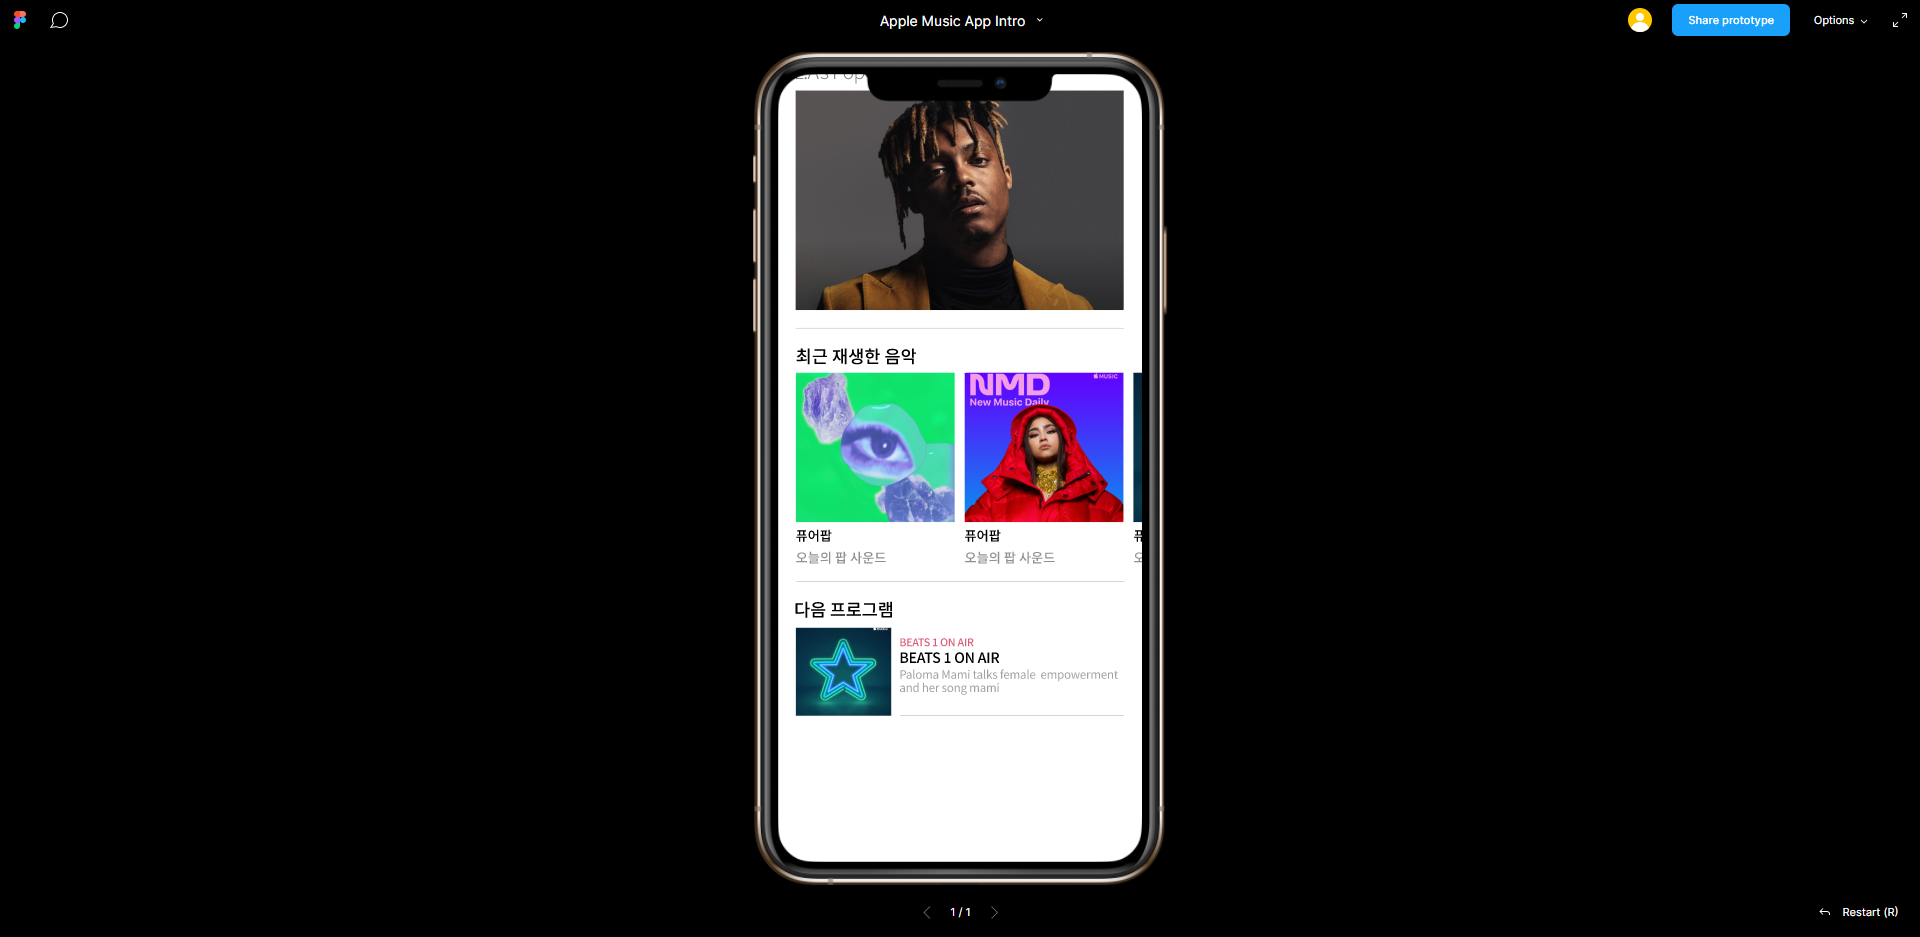 Apple Music App Intro
Share prototype
Options
최근 재생한 음악
NMD
New Music Daily
MUSIC
퓨어팝
오늘의 팝 사운드
퓨어팝
오늘의 팝 사운드
다음 프로그램
BEATS 1 ON AIR
BEATS 1 ON AIR
Paloma Mami talks female empowerment
and her song mami
1 / 1
Restart (R)